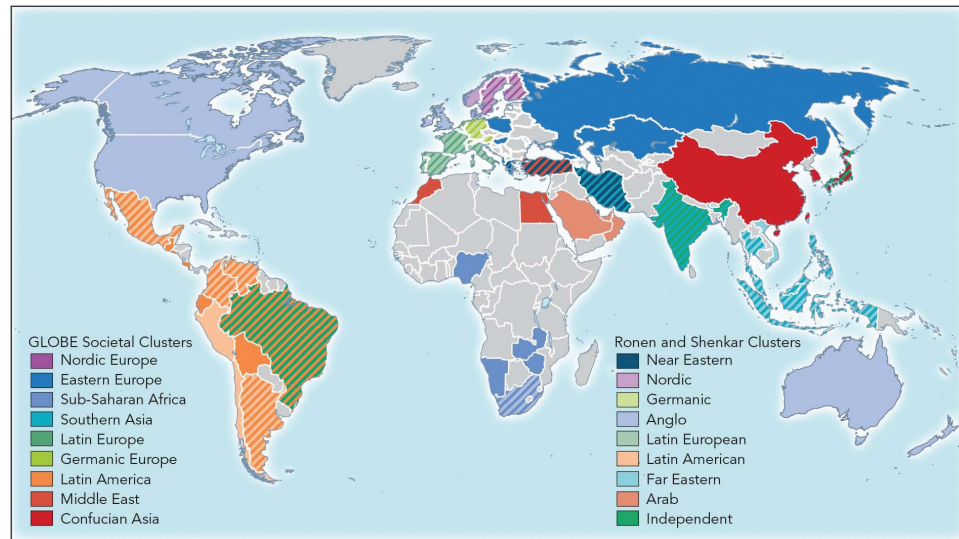 GLOBE Societal Clusters
Nordic Europe
Eastern Europe
Sub-Saharan Africa
Southern Asia
Latin Europe
Germanic Europe
Latin America
Middle East
Confucian Asia
Ronen and Shenkar Clusters
Near Eastern
Nordic
Germanic
Anglo
Latin European
Latin American
Far Eastern
Arab
Independent